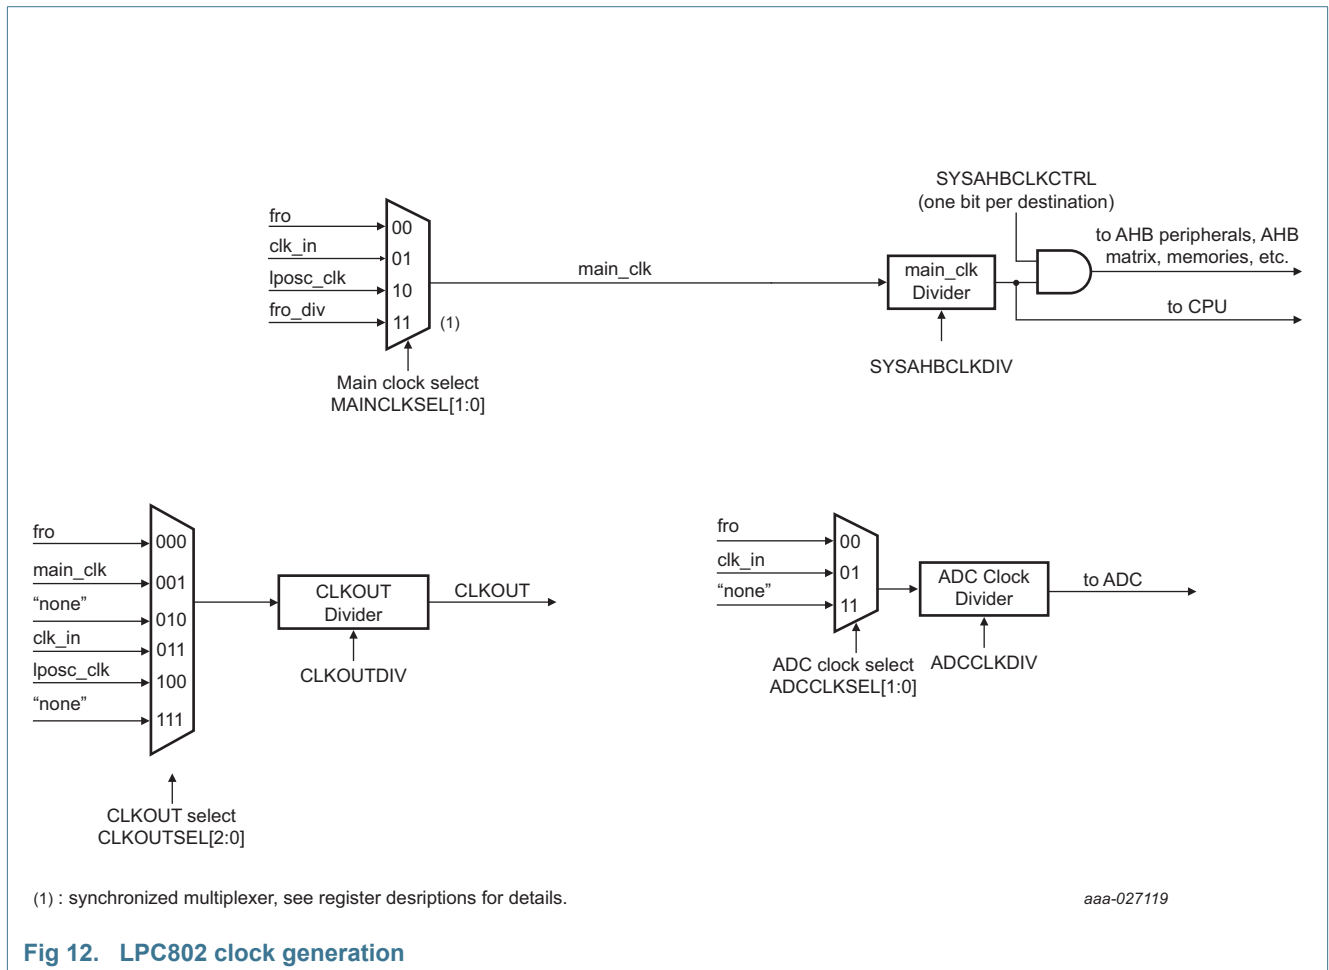 SYSAHBCLKCTRL
(one bit per destination)
to AHB peripherals, AHB
matrix, memories, etc.
fro
00
clk_in
01
lposc_clk
10
fro_div
11
(1)
main_clk
main_clk
Divider
to CPU
SYSAHBCLKDIV
Main clock select
MAINCLKSEL[1:0]
fro
000
main_clk
001
“none”
010
clk_in
011
lposc_clk
100
“none”
111
CLKOUT
Divider
CLKOUT
CLKOUTDIV
CLKOUT select
CLKOUTSEL[2:0]
fro
00
clk_in
01
“none”
11
ADC Clock
Divider
to ADC
ADC clock select
ADCCLKSEL[1:0]
ADCCLKDIV
(1) : synchronized multiplexer, see register desriptions for details.
aaa-027119
Fig 12. LPC802 clock generation